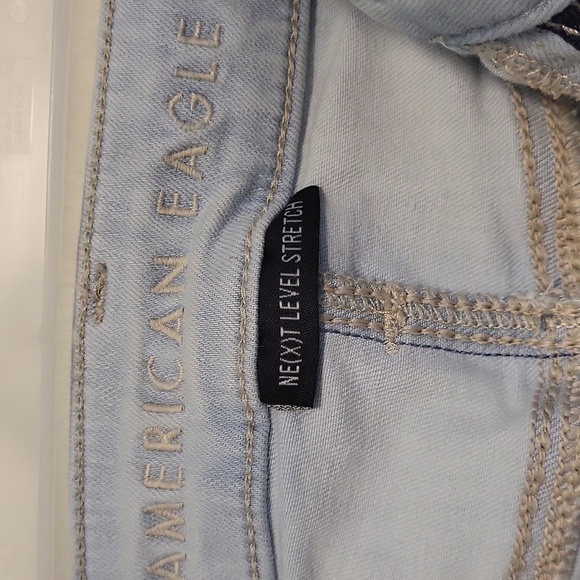 AMERICAN EAGLE
NE(X)T LEVEL STRETCH